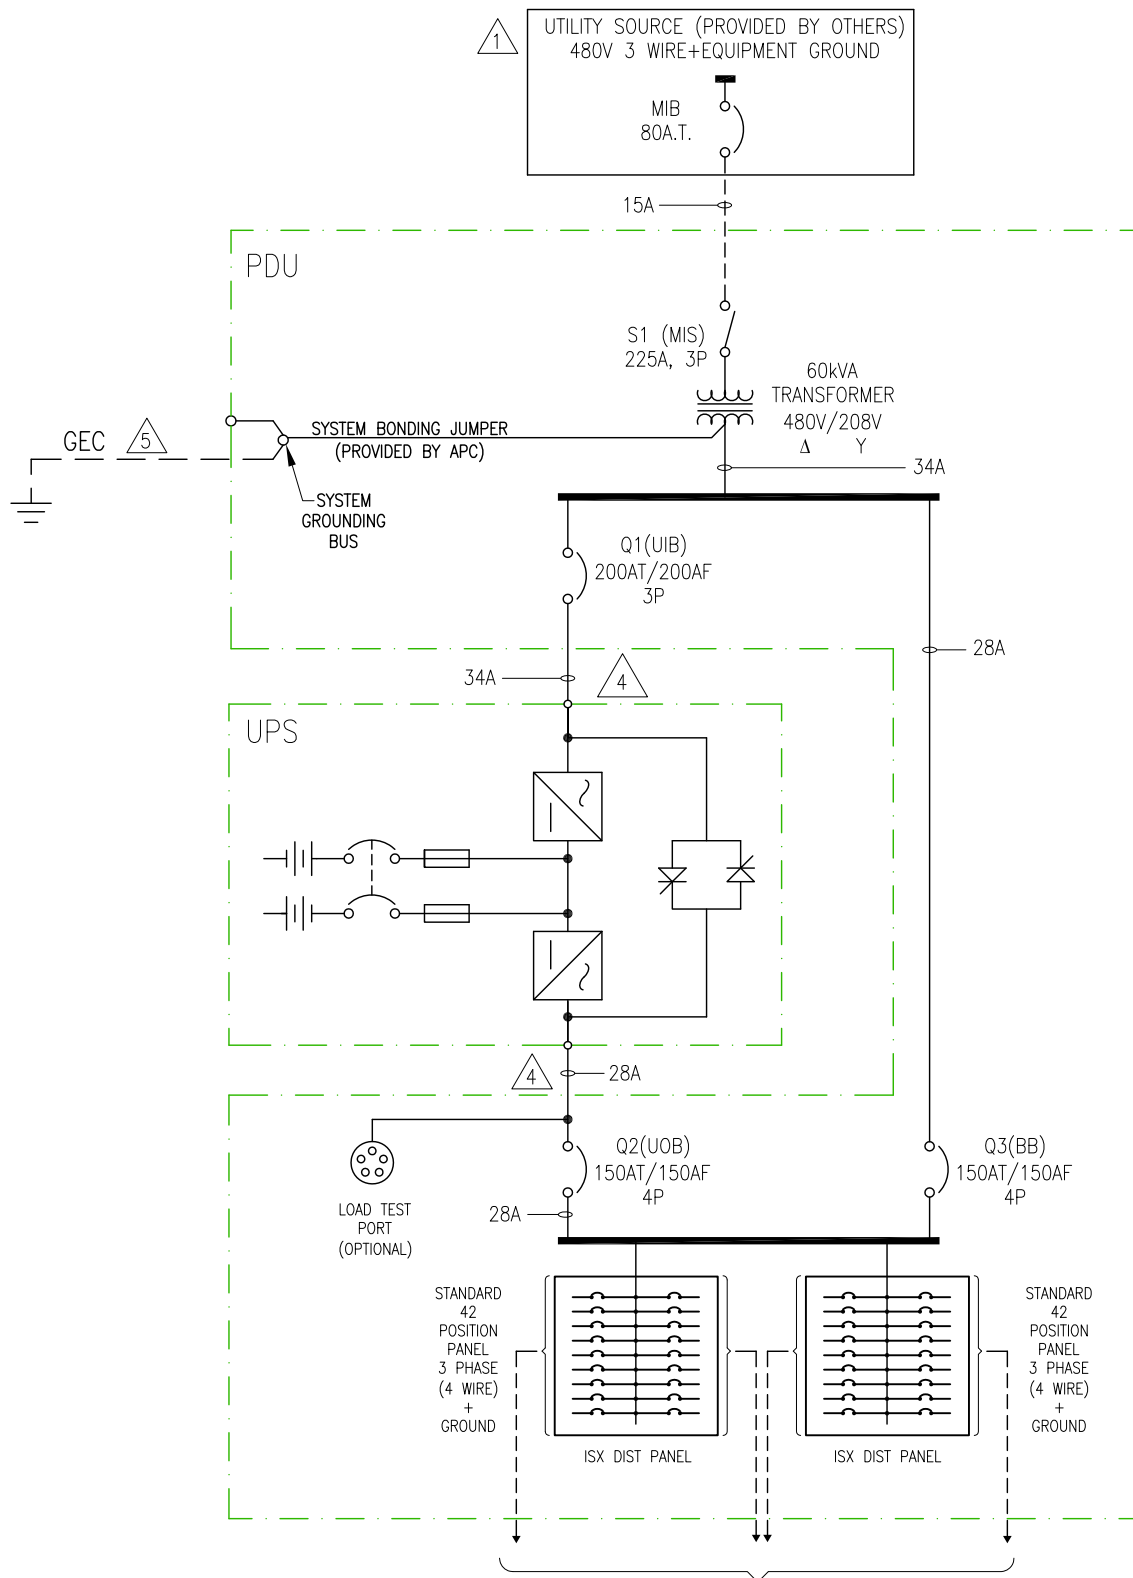 UTILITY SOURCE (PROVIDED BY OTHERS)
480V 3 WIRE+EQUIPMENT GROUND
1
MIB
80A.T.
15A
PDU
S1 (MIS)
225A, 3P
60kVA
TRANSFORMER
480V/208V
Δ Y
GEC
5
SYSTEM BONDING JUMPER
(PROVIDED BY APC)
34A
SYSTEM
GROUNDING
BUS
Q1(UIB)
200AT/200AF
3P
28A
34A
4
UPS
4
28A
Q2(UOB)
150AT/150AF
4P
Q3(BB)
150AT/150AF
4P
28A
LOAD TEST
PORT
(OPTIONAL)
STANDARD
42
POSITION
PANEL
3 PHASE
(4 WIRE)
+
GROUND
STANDARD
42
POSITION
PANEL
3 PHASE
(4 WIRE)
+
GROUND
ISX DIST PANEL
ISX DIST PANEL